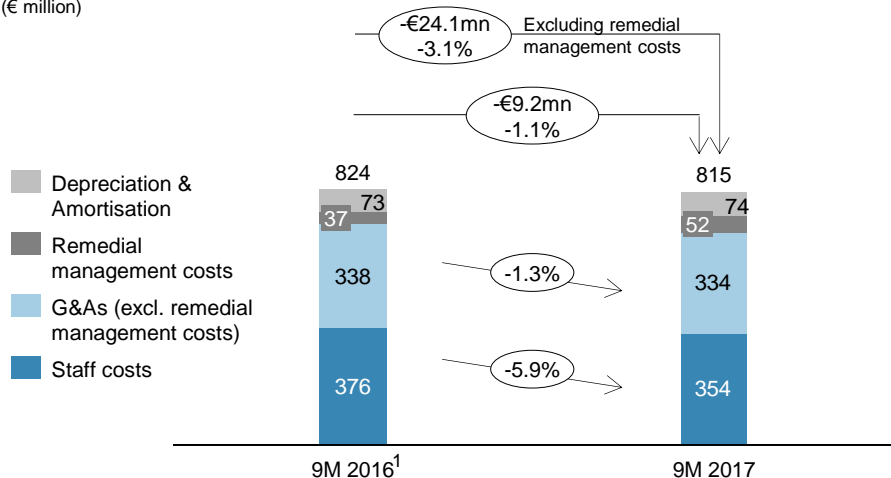 (€ million)
-€24.1mn
-3.1%
Excluding remedial
management costs
-€9.2mn
-1.1%
824
815
Depreciation &
Amortisation
73
74
37
52
Remedial
management costs
338
-1.3%
334
G&As (excl. remedial
management costs)
Staff costs
376
-5.9%
354
9M 2016¹
9M 2017